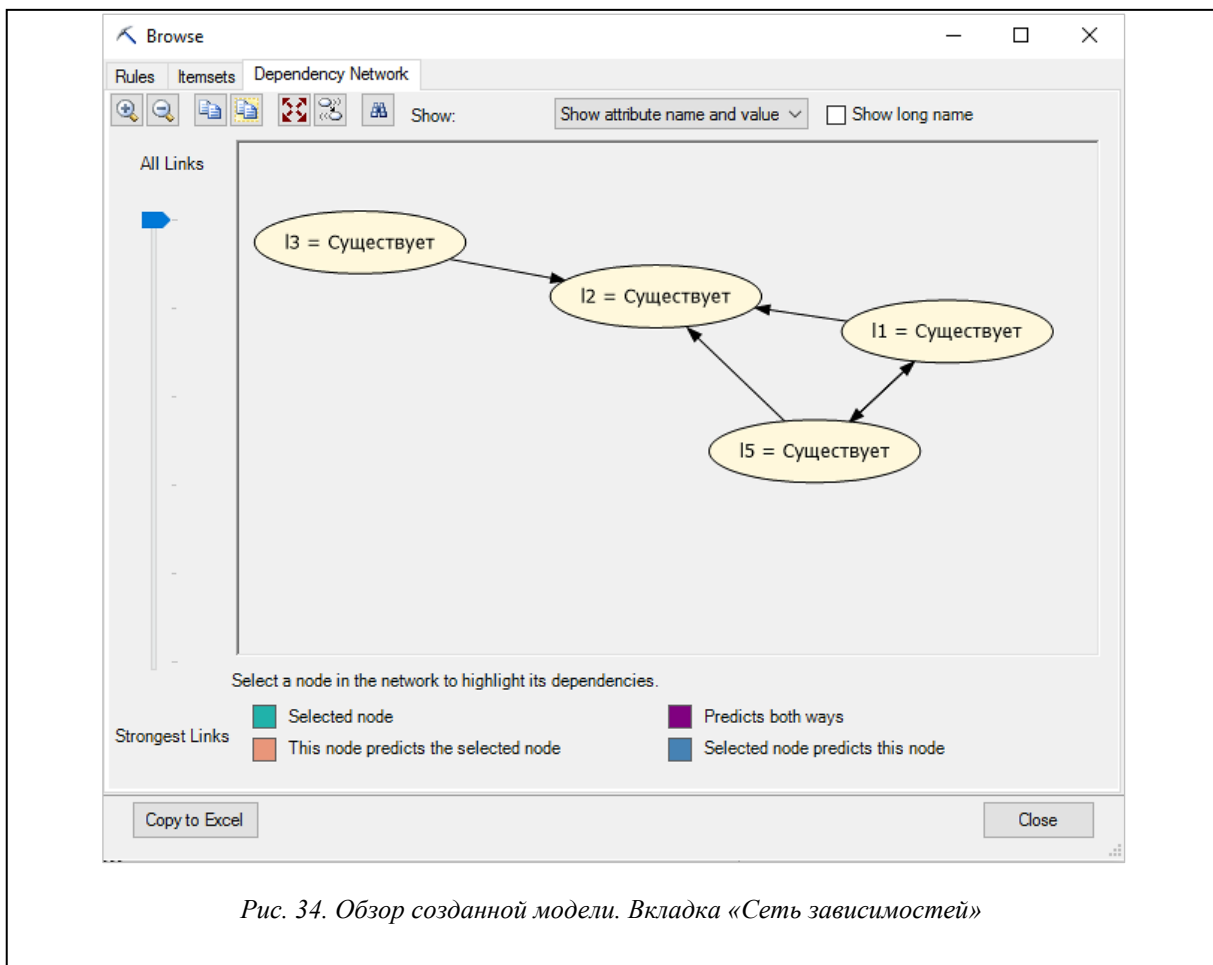 Browse
Rules Itemsets Dependency Network
Show: Show attribute name and value Show long name
All Links
I3 = Существует
I2 = Существует
I1 = Существует
I5 = Существует
Select a node in the network to highlight its dependencies.
Selected node Predicts both ways
Strongest Links
This node predicts the selected node Selected node predicts this node
Copy to Excel Close
Рис. 34. Обзор созданной модели. Вкладка «Сеть зависимостей»